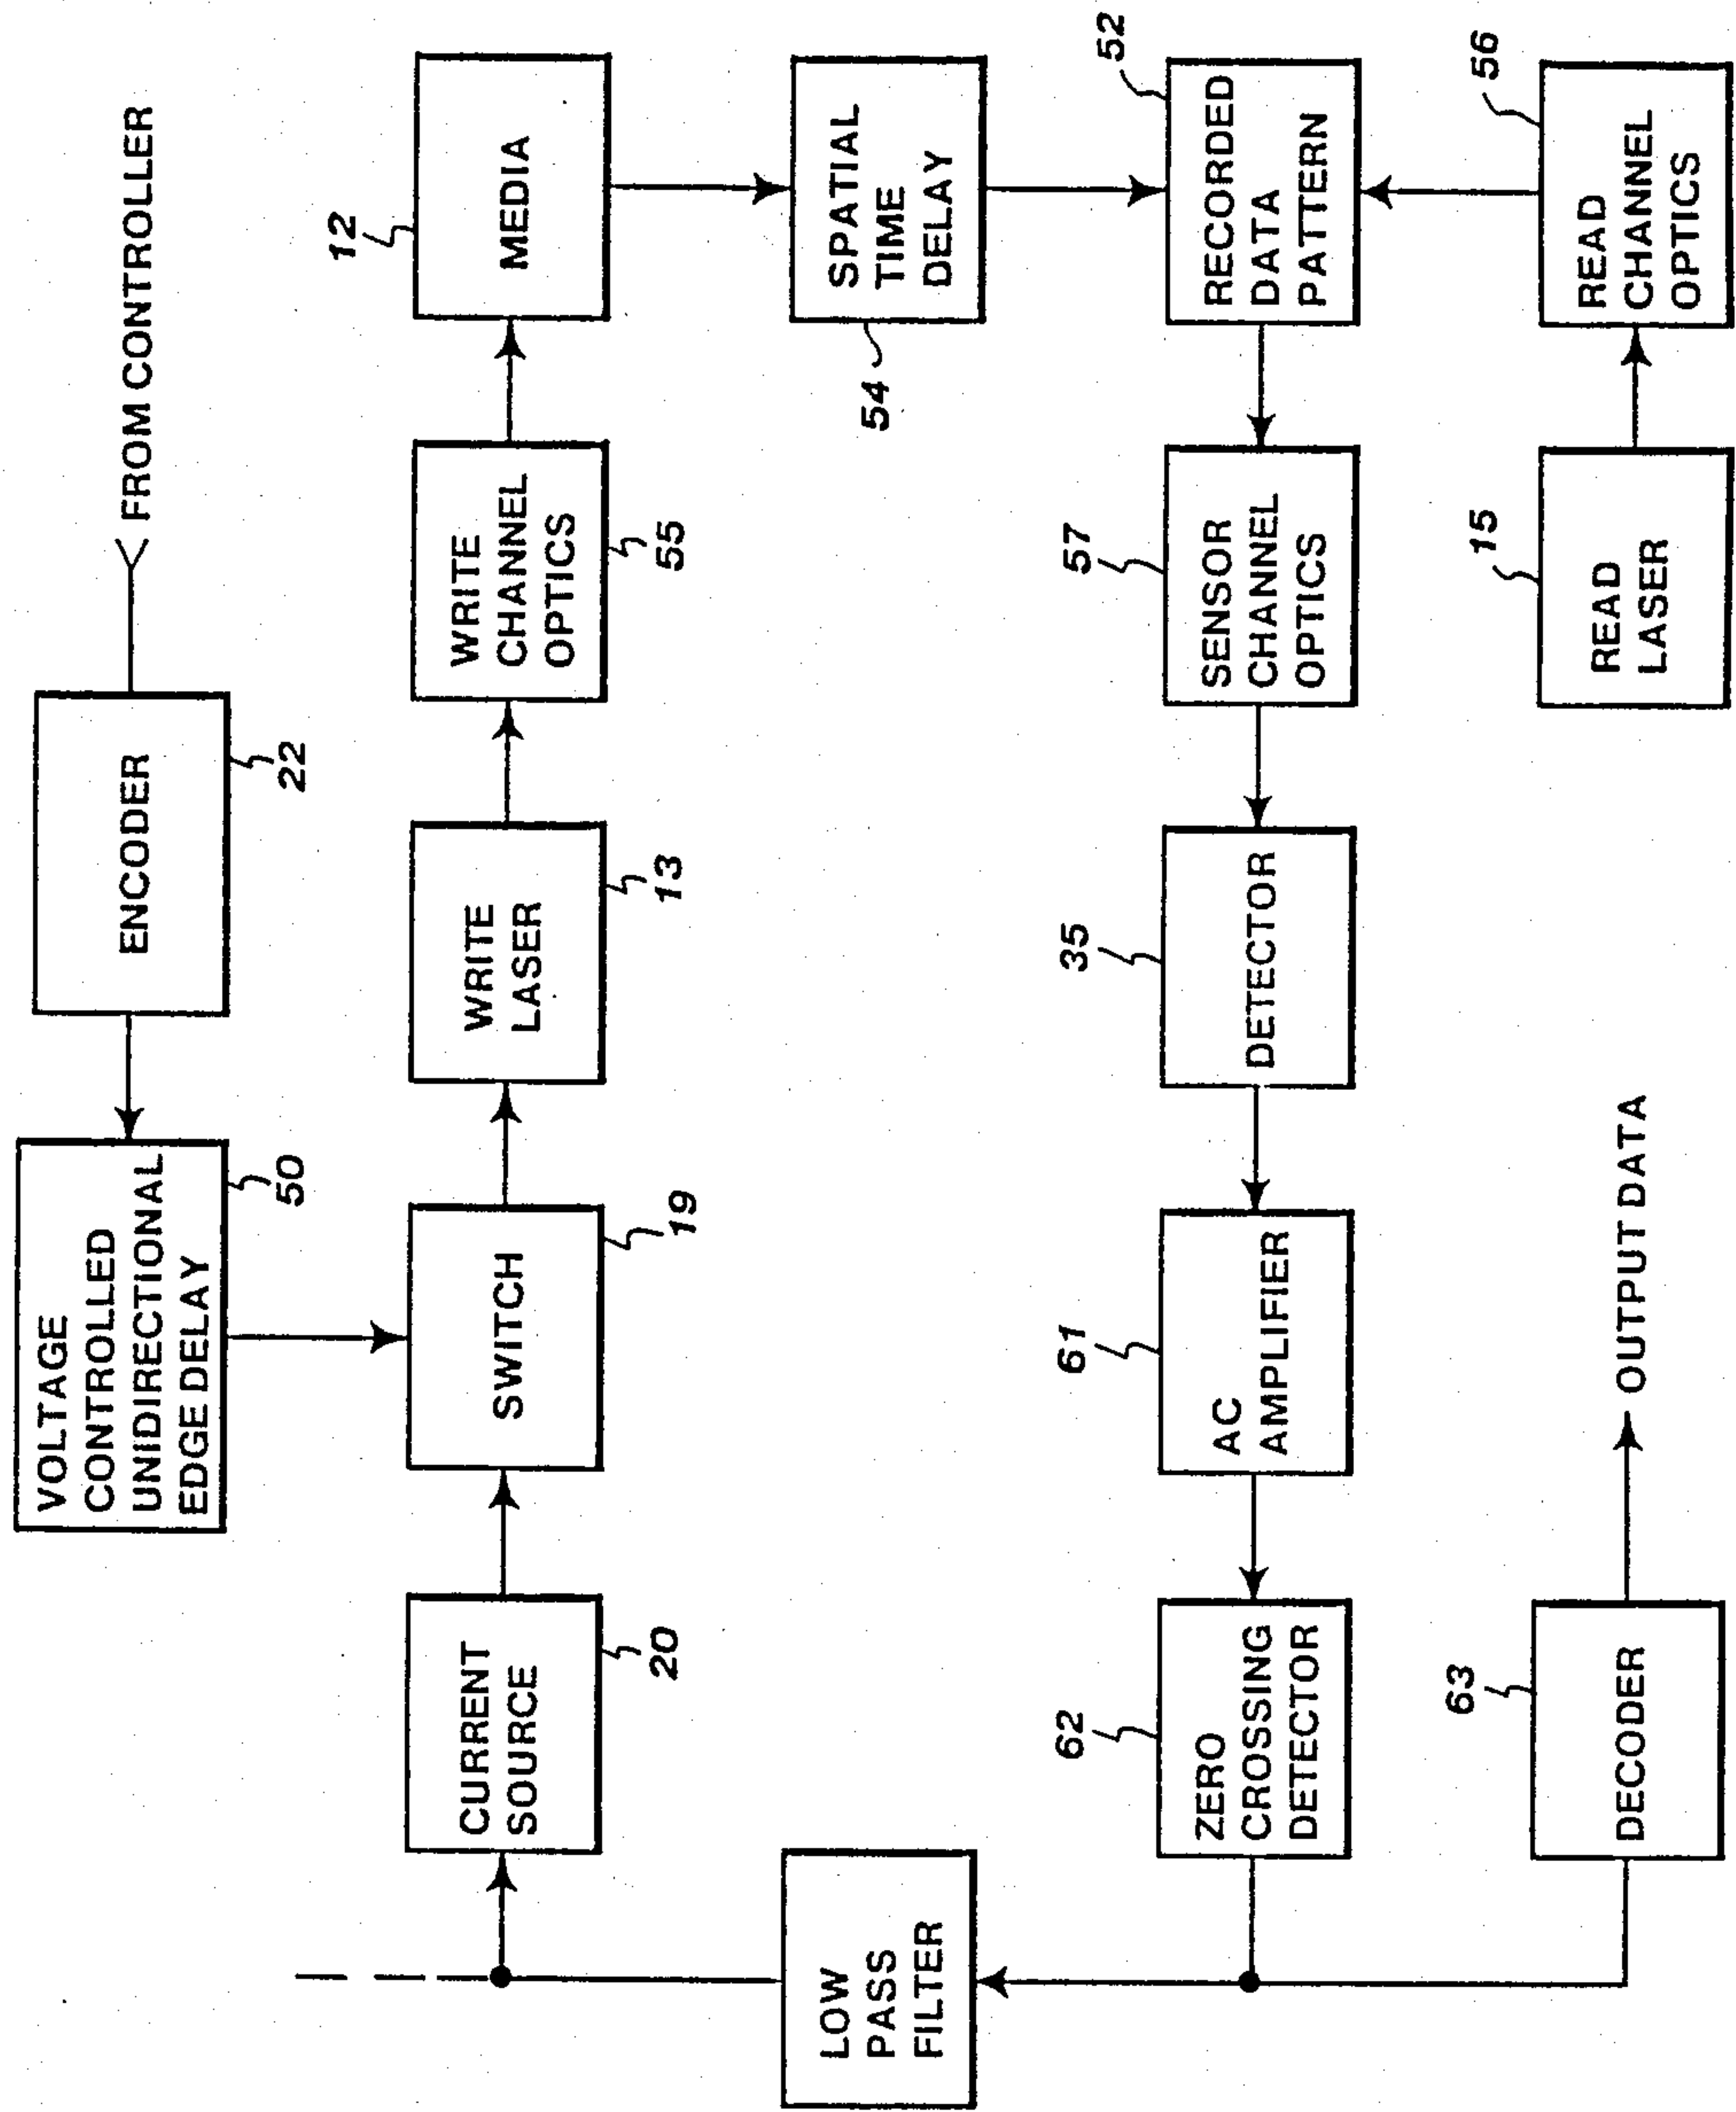 VOLTAGE
CONTROLLED
UNIDIRECTIONAL
EDGE DELAY
50
ENCODER
22
FROM CONTROLLER
CURRENT
SOURCE
20
SWITCH
19
WRITE
LASER
13
WRITE
CHANNEL
OPTICS
55
MEDIA
12
LOW
PASS
FILTER
SPATIAL
TIME
DELAY
54
ZERO
CROSSING
DETECTOR
62
AC
AMPLIFIER
61
DETECTOR
35
SENSOR
CHANNEL
OPTICS
57
RECORDED
DATA
PATTERN
52
DECODER
63
OUTPUT DATA
READ
LASER
15
READ
CHANNEL
OPTICS
56